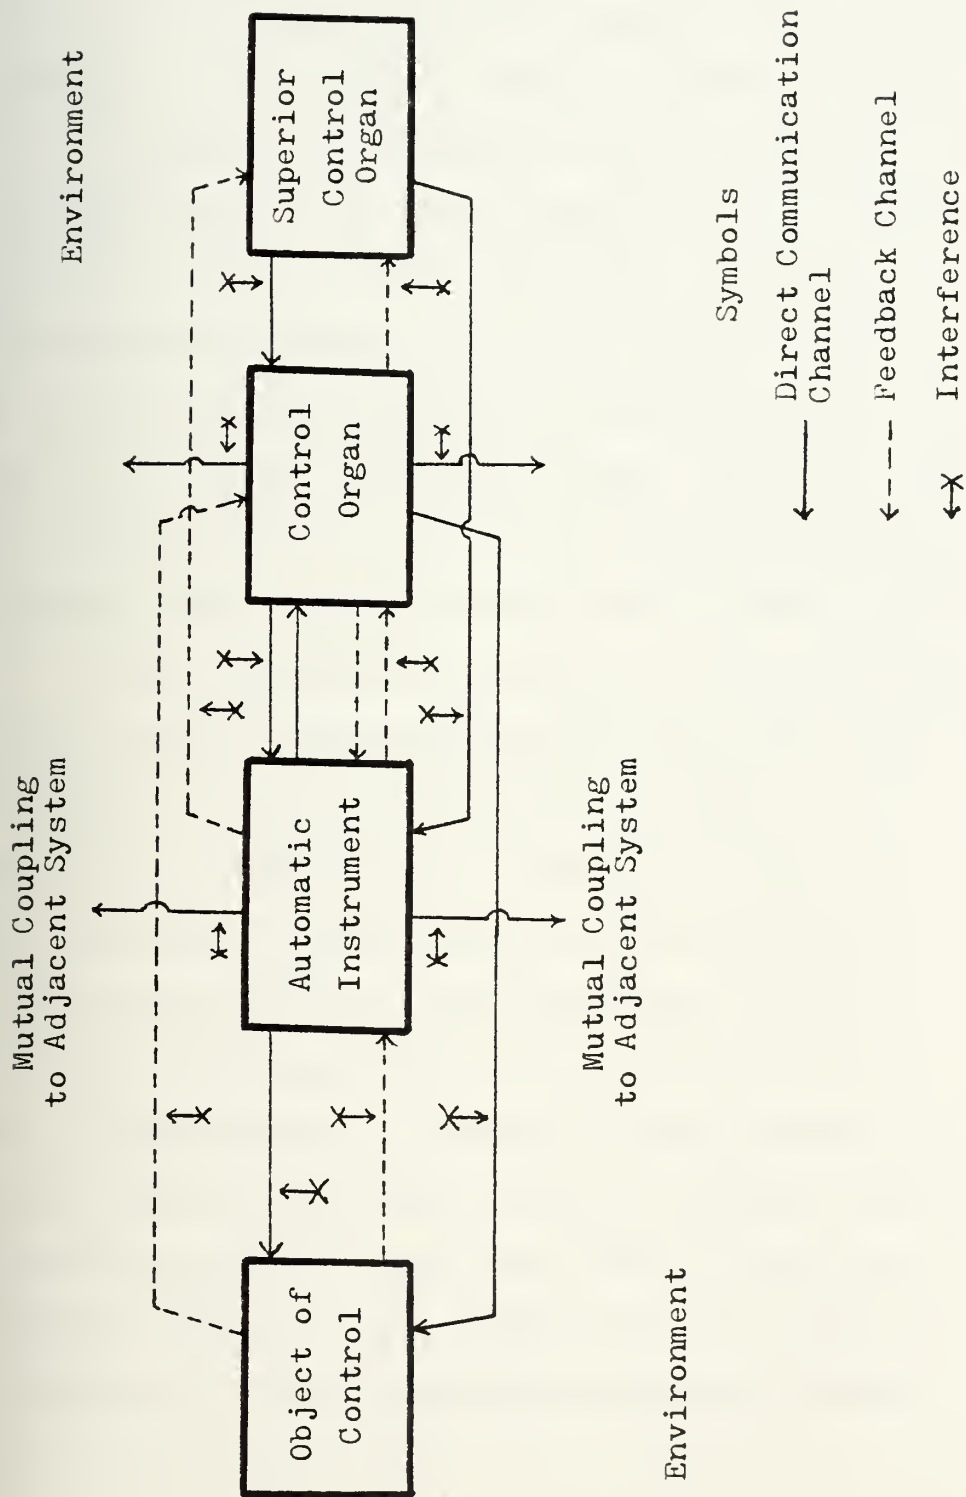 Environment
Superior
Control
Organ
Control
Organ
Mutual Coupling
to Adjacent System
Automatic
Instrument
Mutual Coupling
to Adjacent System
Object of
Control
Environment
Symbols
Direct Communication
Channel
Feedback Channel
Interference